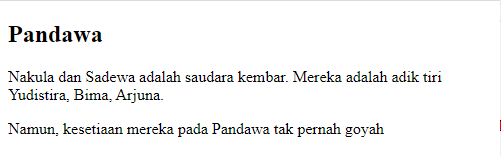 Pandawa
Nakula dan Sadewa adalah saudara kembar. Mereka adalah adik tiri
Yudistira, Bima, Arjuna.
Namun, kesetiaan mereka pada Pandawa tak pernah goyah